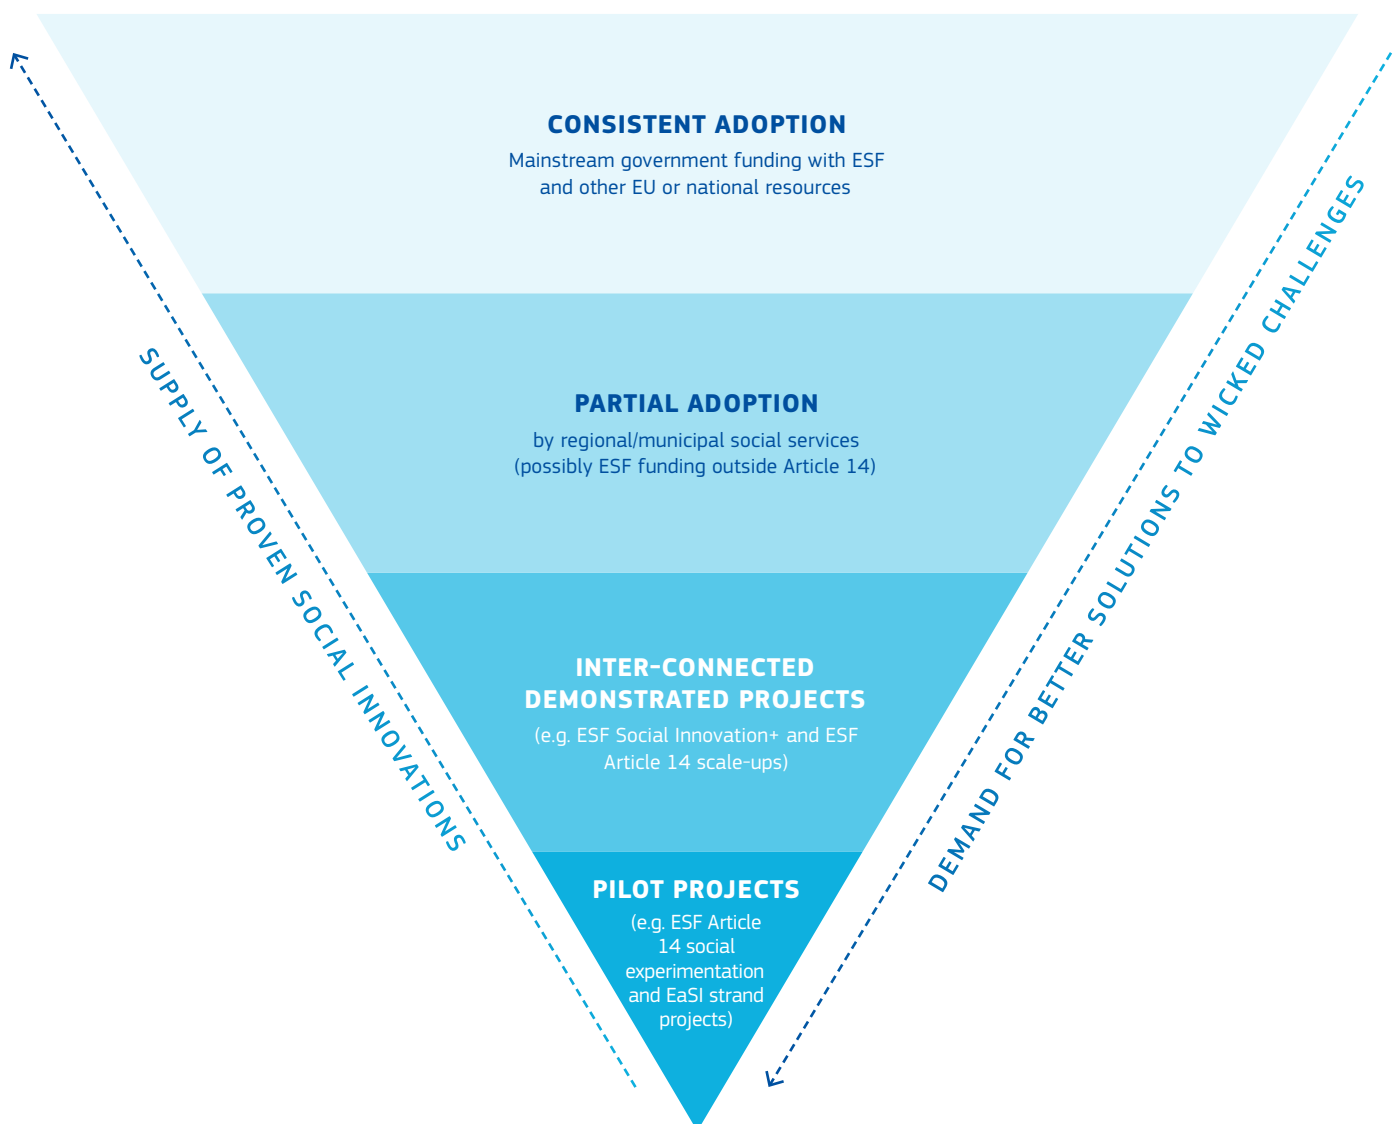 CONSISTENT ADOPTION
Mainstream government funding with ESF
and other EU or national resources
PARTIAL ADOPTION
by regional/municipal social services
(possibly ESF funding outside Article 14)
INTER-CONNECTED
DEMONSTRATED PROJECTS
(e.g. ESF Social Innovation+ and ESF
Article 14 scale-ups)
PILOT PROJECTS
(e.g. ESF Article
14 social
experimentation
and EaSI strand
projects)
SUPPLY OF PROVEN SOCIAL INNOVATIONS
DEMAND FOR BETTER SOLUTIONS TO WICKED CHALLENGES